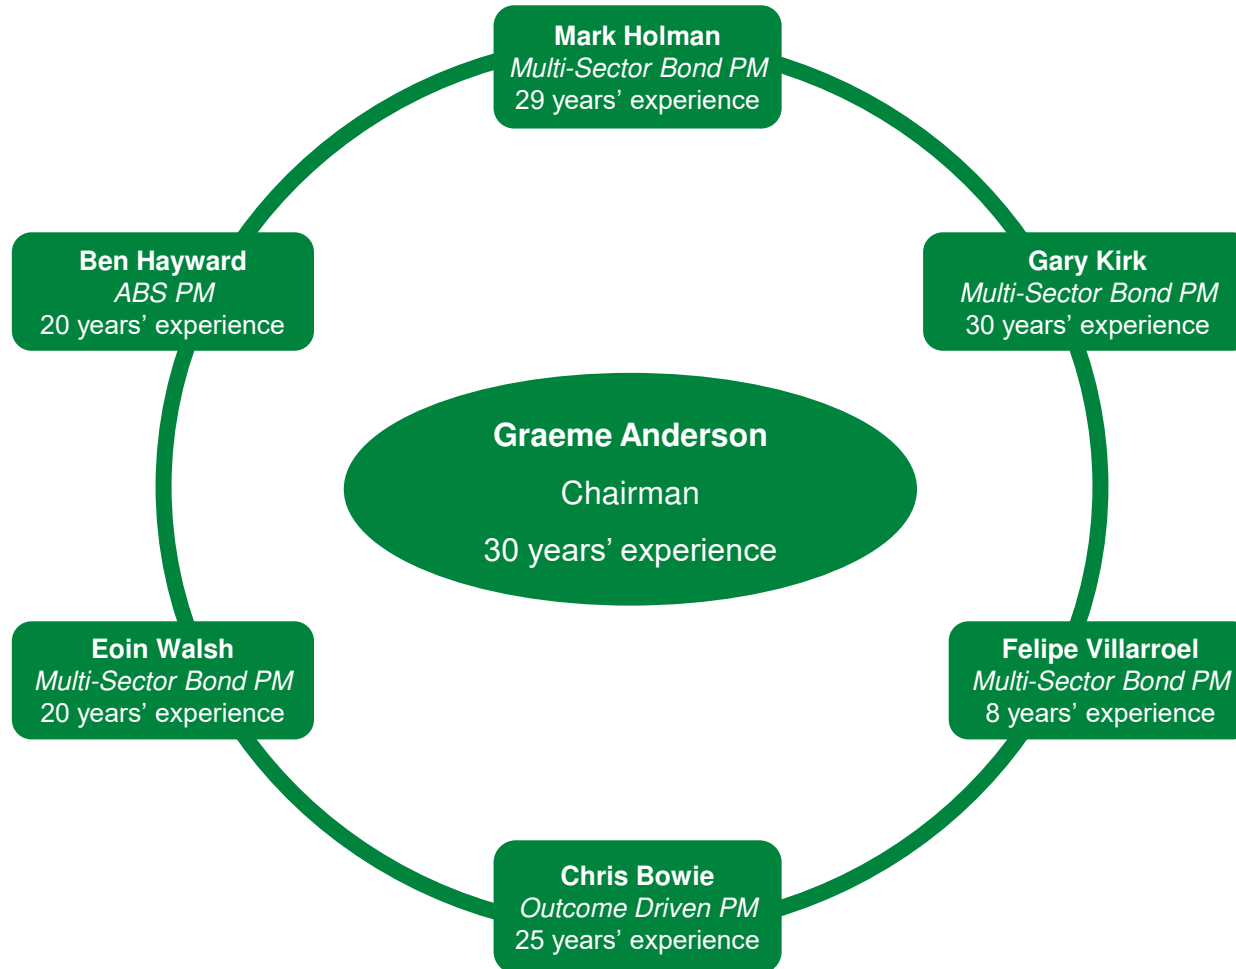 Mark Holman
Multi-Sector Bond PM
29 years’ experience
Ben Hayward
ABS PM
20 years’ experience
Gary Kirk
Multi-Sector Bond PM
30 years’ experience
Graeme Anderson
Chairman
30 years’ experience
Eoin Walsh
Multi-Sector Bond PM
20 years’ experience
Felipe Villarroel
Multi-Sector Bond PM
8 years’ experience
Chris Bowie
Outcome Driven PM
25 years’ experience